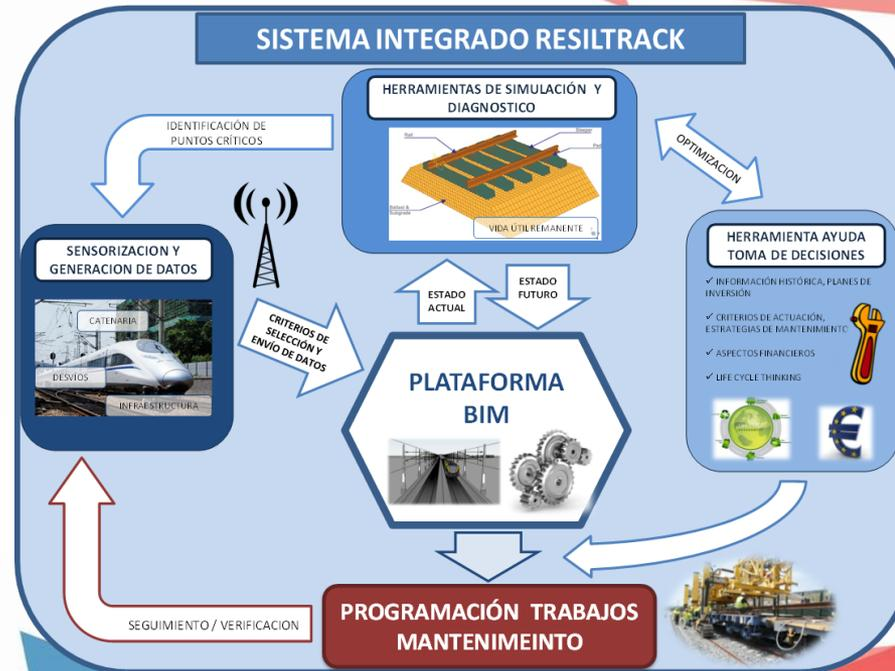 SISTEMA INTEGRADO RESILTRACK
HERRAMIENTAS DE SIMULACIÓN Y
DIAGNOSTICO
Rail
Sleeper
Pad
Ballast &
Subgrade
VIDA ÚTIL REMANENTE
IDENTIFICACIÓN DE
PUNTOS CRÍTICOS
OPTIMIZACION
SENSORIZACION Y
GENERACION DE DATOS
CATENARIA
DESVÍOS
INFRAESTRUCTURA
CRITERIOS DE
SELECCIÓN Y
ENVÍO DE DATOS
ESTADO
ACTUAL
ESTADO
FUTURO
HERRAMIENTA AYUDA
TOMA DE DECISIONES
✓ INFORMACIÓN HISTÓRICA, PLANES DE
INVERSIÓN
✓ CRITERIOS DE ACTUACIÓN,
ESTRATEGIAS DE MANTENIMIENTO
✓ ASPECTOS FINANCIEROS
✓ LIFE CYCLE THINKING
PLATAFORMA
BIM
PROGRAMACIÓN TRABAJOS
MANTENIMEINTO
SEGUIMIENTO / VERIFICACION